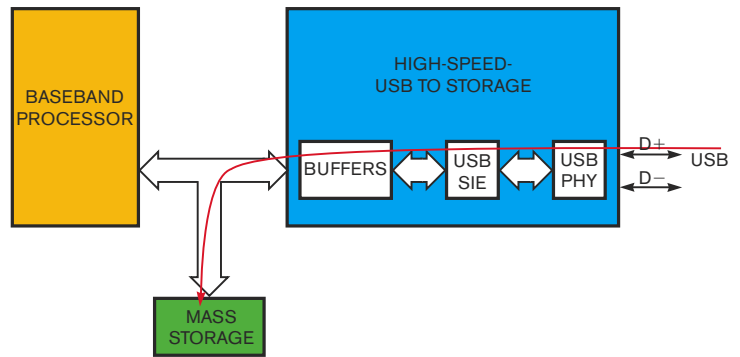 BASEBAND
PROCESSOR
HIGH-SPEED-
USB TO STORAGE
BUFFERS
USB
SIE
USB
PHY
D+
USB
D−
MASS
STORAGE